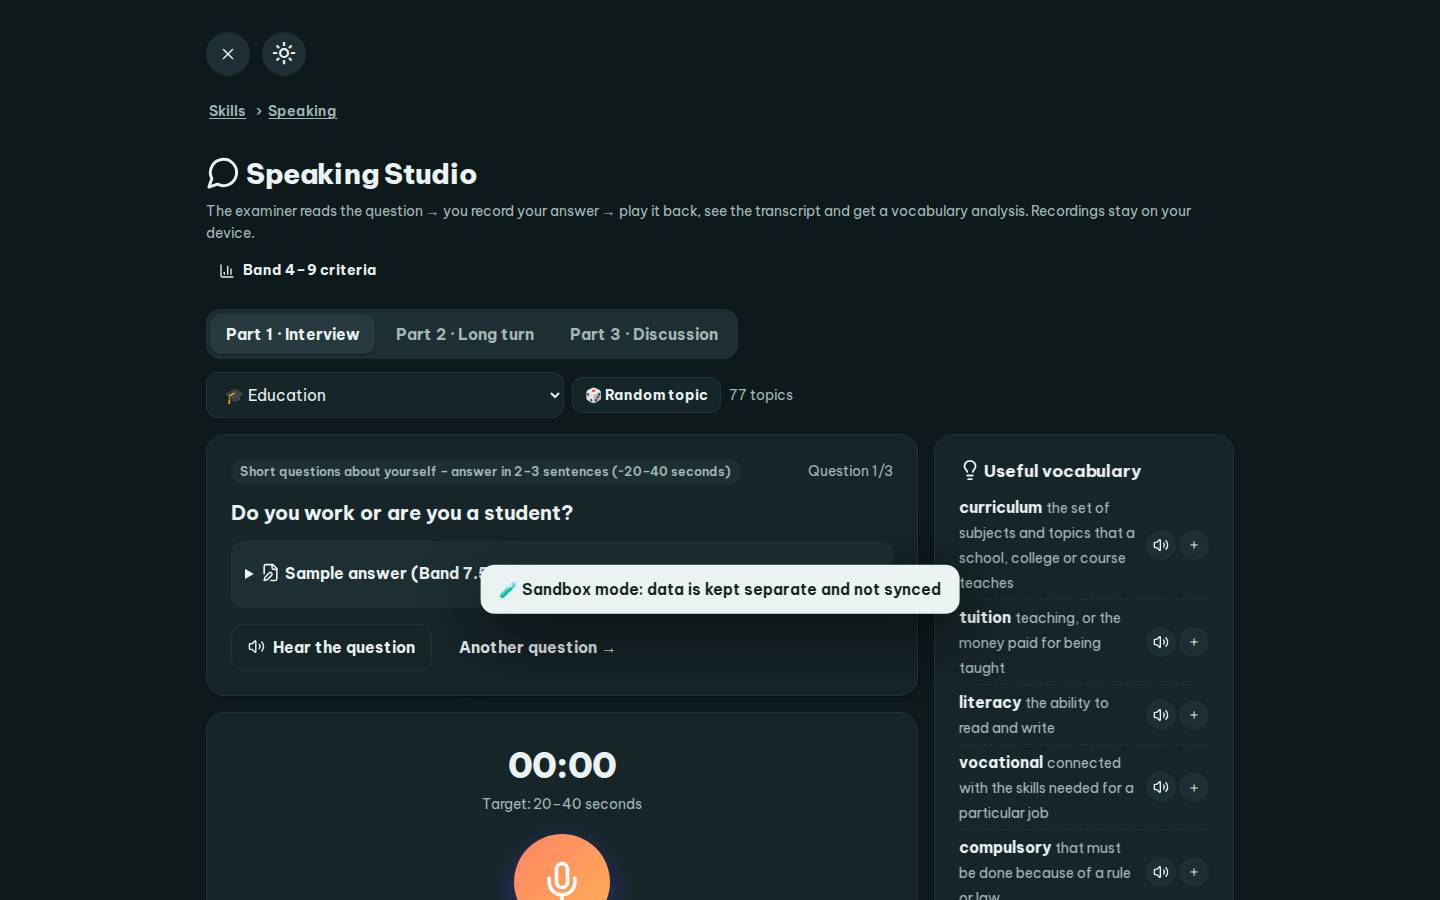 Skills › Speaking
Speaking Studio
The examiner reads the question → you record your answer → play it back, see the transcript and get a vocabulary analysis. Recordings stay on your
device.
Band 4–9 criteria
Part 1 · Interview
Part 2 · Long turn
Part 3 · Discussion
🎓 Education
🎲 Random topic
77 topics
Short questions about yourself – answer in 2–3 sentences (~20–40 seconds)
Question 1/3
Do you work or are you a student?
Sample answer (Band 7.5
🧪 Sandbox mode: data is kept separate and not synced
Hear the question
Another question →
00:00
Target: 20–40 seconds
Useful vocabulary
curriculum the set of
subjects and topics that a
school, college or course
teaches
tuition teaching, or the
money paid for being
taught
literacy the ability to
read and write
vocational connected
with the skills needed for a
particular job
compulsory that must
be done because of a rule
or law